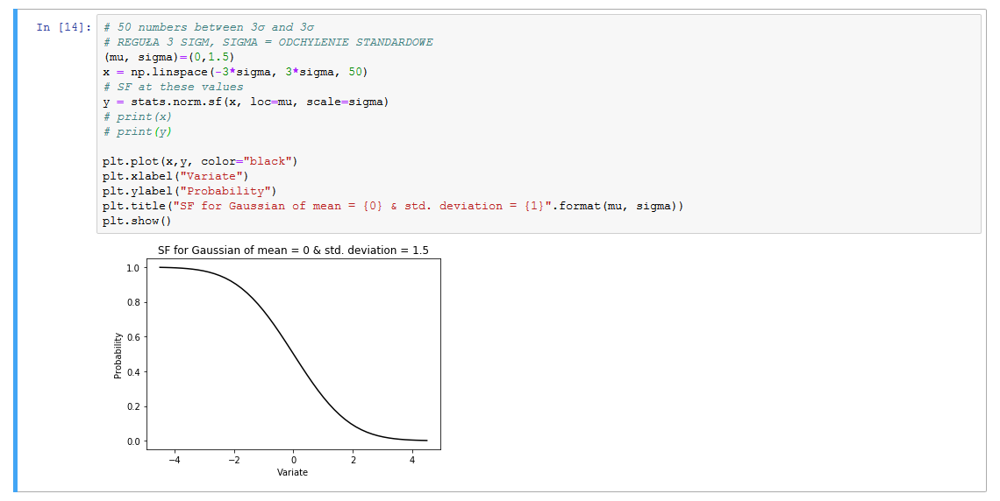 In [14]:
# 50 numbers between 3σ and 3σ
# REGUŁA 3 SIGM, SIGMA = ODCHYLENIE STANDARDOWE
(mu, sigma)=(0,1.5)
x = np.linspace(-3*sigma, 3*sigma, 50)
# SF at these values
y = stats.norm.sf(x, loc=mu, scale=sigma)
# print(x)
# print(y)
plt.plot(x,y, color="black")
plt.xlabel("Variate")
plt.ylabel("Probability")
plt.title("SF for Gaussian of mean = {0} & std. deviation = {1}".format(mu, sigma))
plt.show()
SF for Gaussian of mean = 0 & std. deviation = 1.5
1.0
0.8
0.6
0.4
0.2
0.0
Probability
−4 −2 0 2 4
Variate